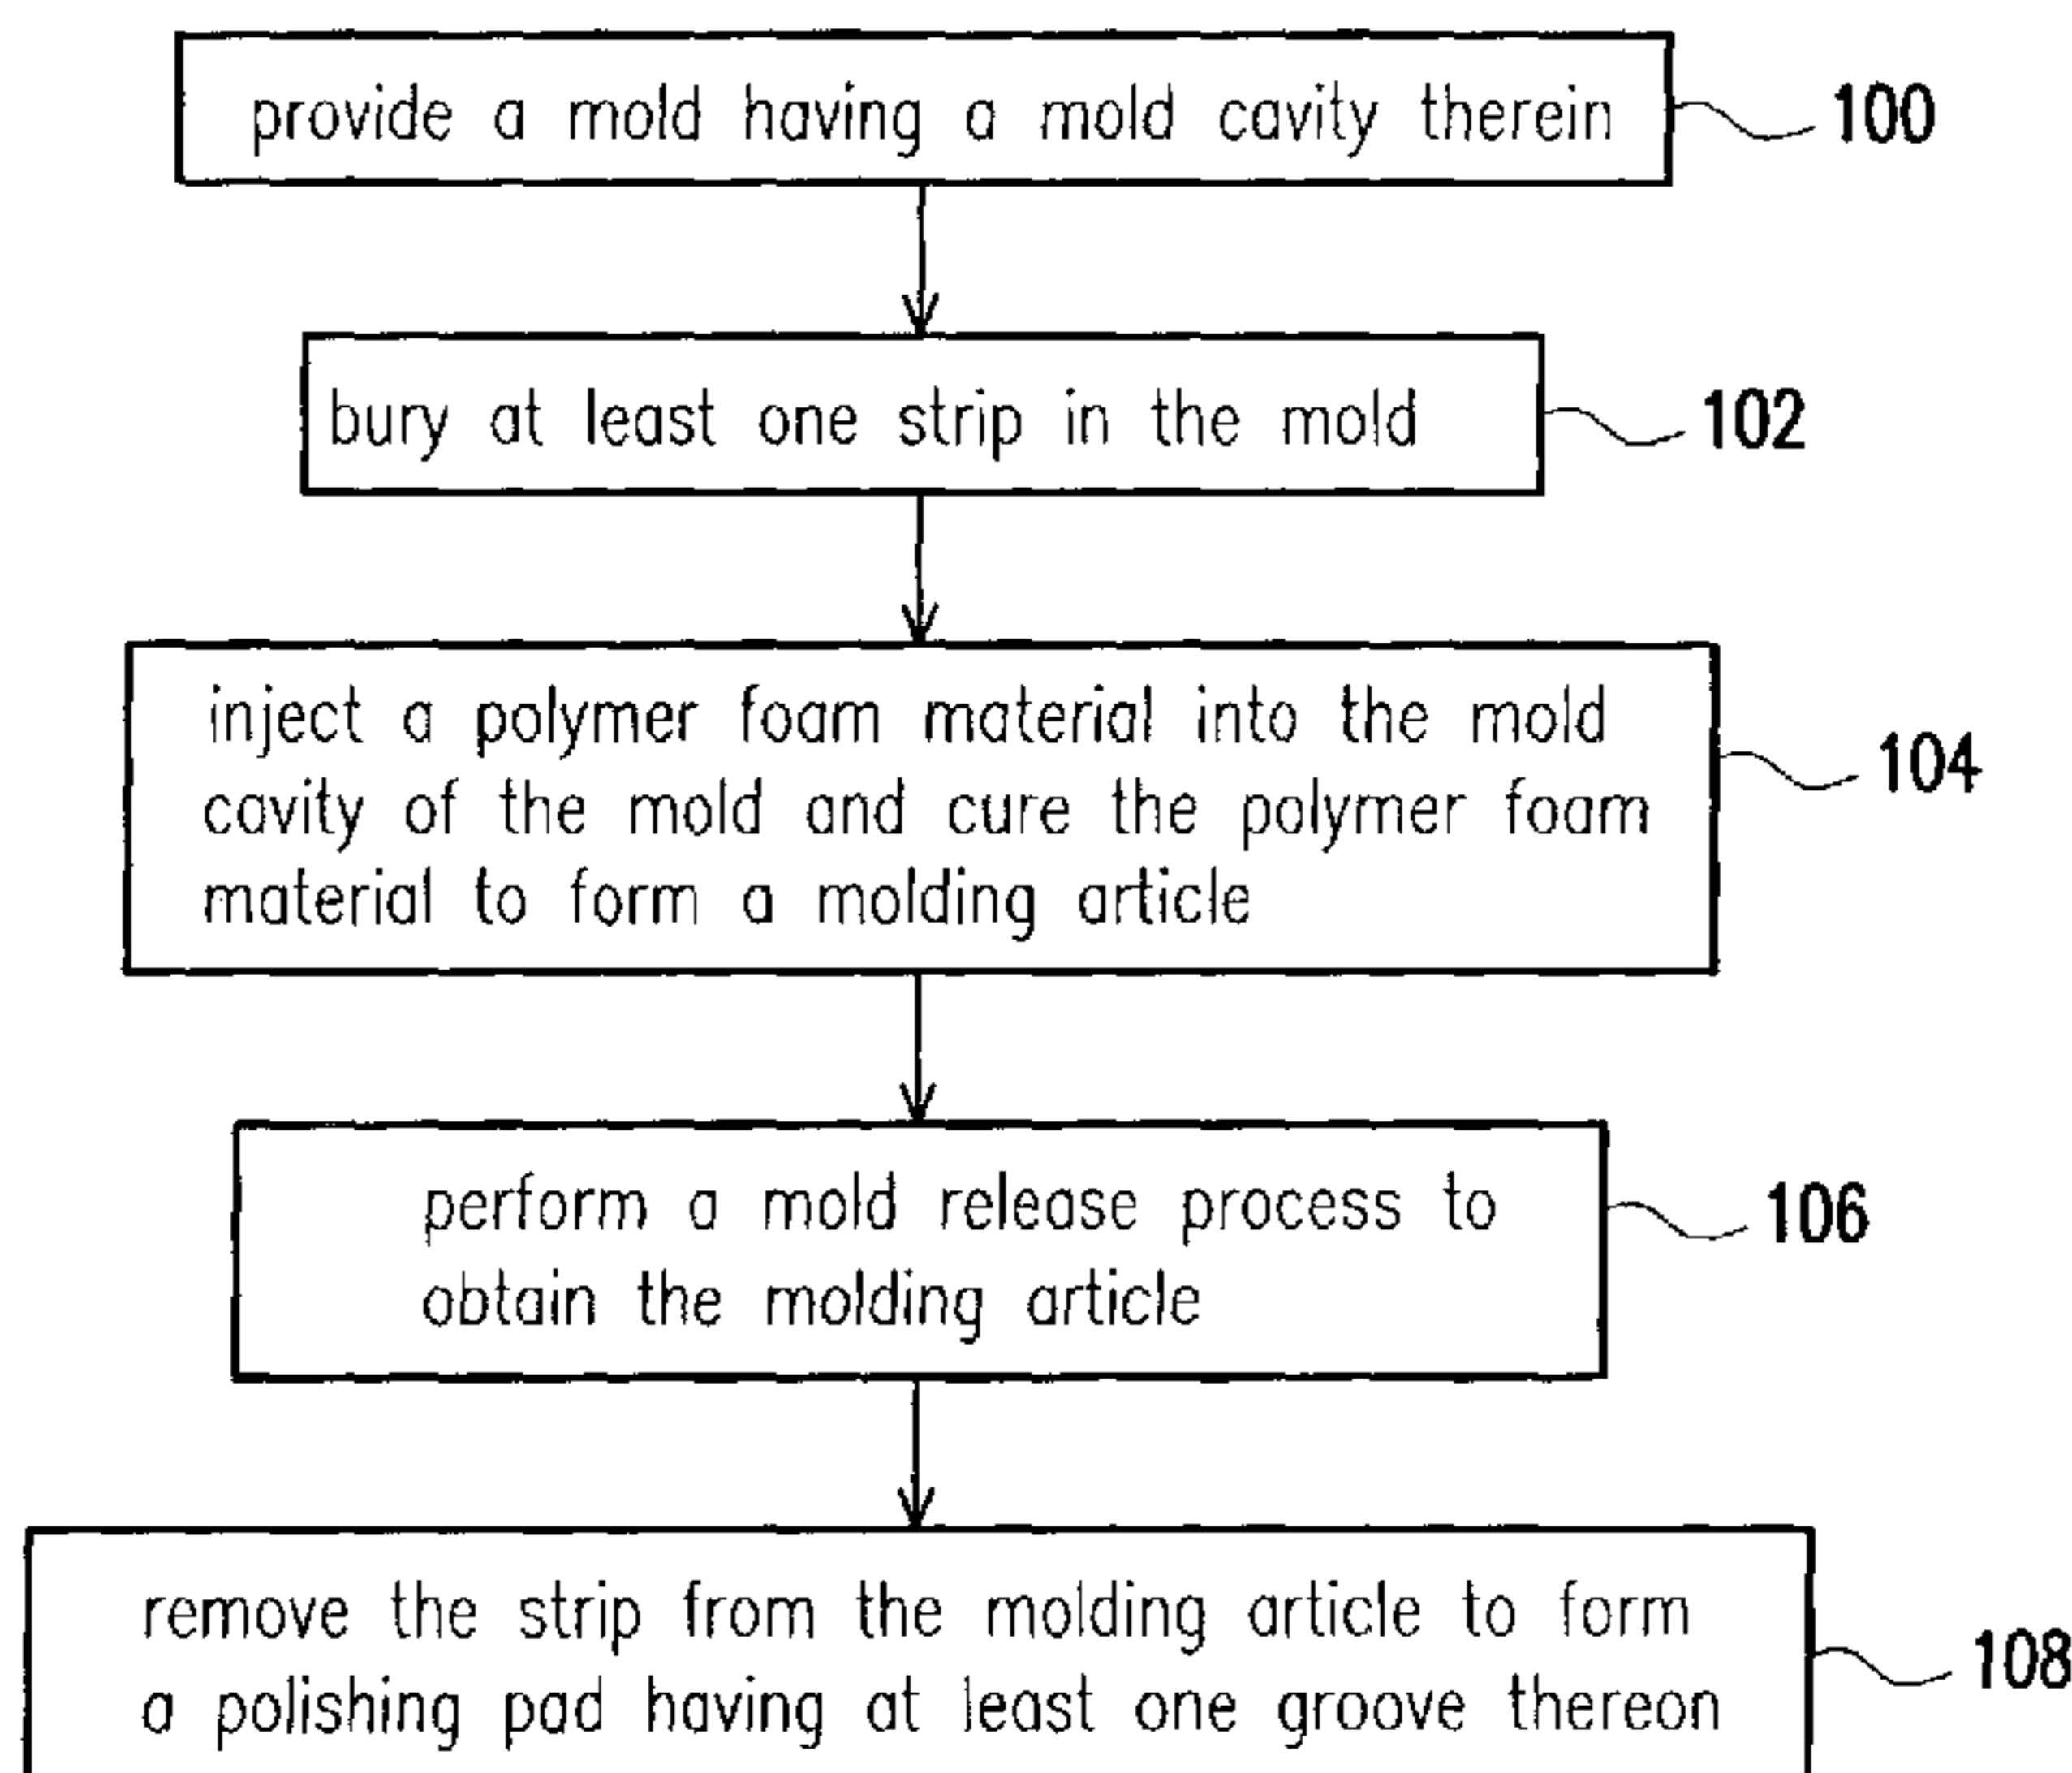 provide a mold having a mold cavity therein
100
bury at least one strip in the mold
102
inject a polymer foam material into the mold
cavity of the mold and cure the polymer foam
material to form a molding article
104
perform a mold release process to
obtain the molding article
106
remove the strip from the molding article to form
a polishing pad having at least one groove thereon
108